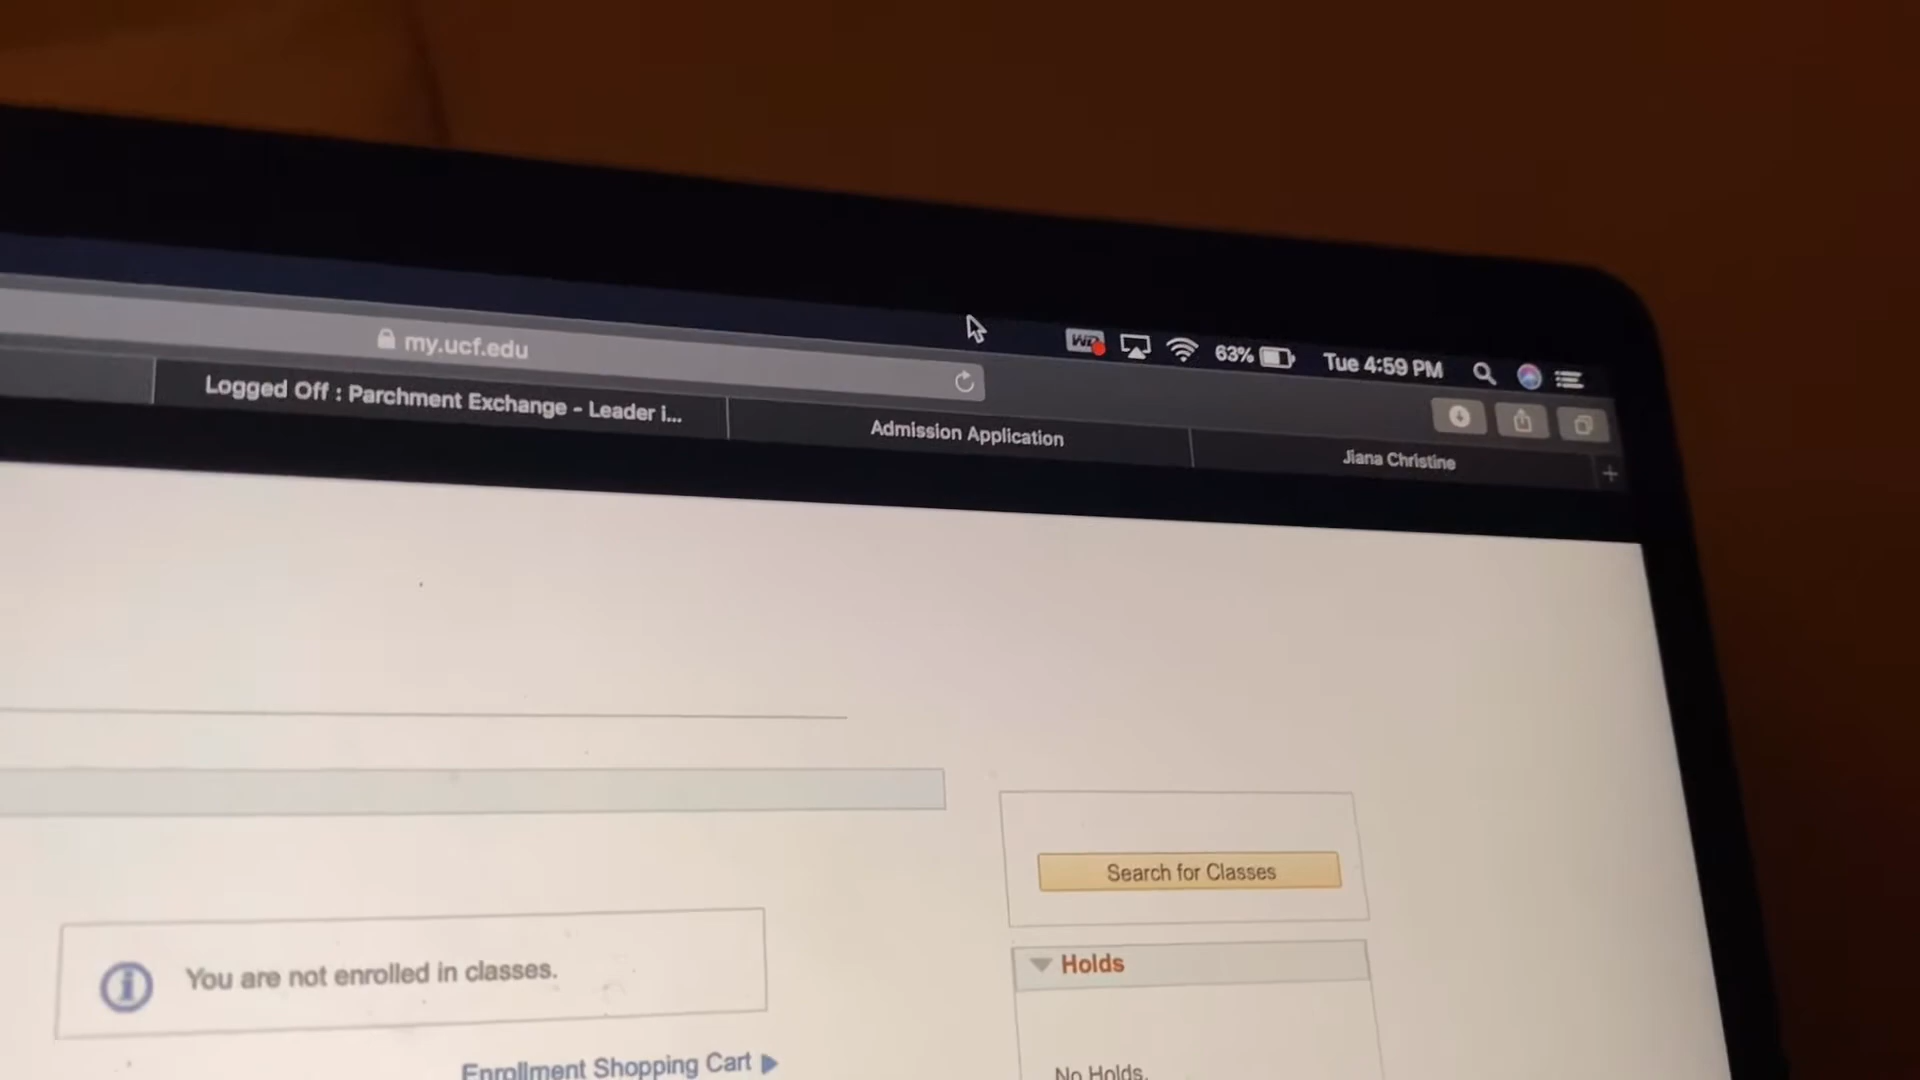 WD
63%
Tue 4:59 PM
my.ucf.edu
Logged Off : Parchment Exchange - Leader i...
Admission Application
Jiana Christine
+
Search for Classes
Holds
You are not enrolled in classes.
Enrollment Shopping Cart
No Holds.